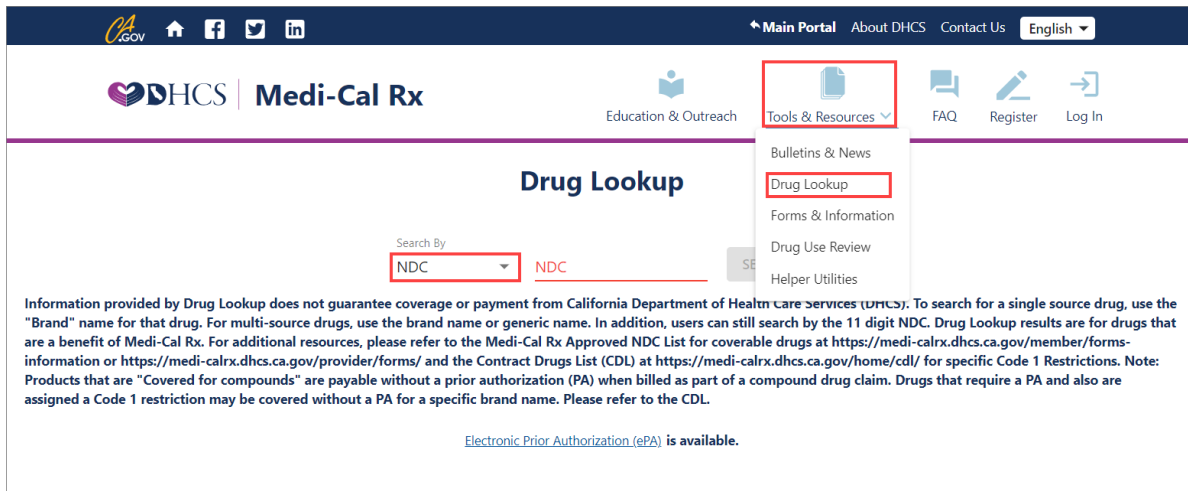 CA.GOV
Main Portal About DHCS Contact Us English
DHCS Medi-Cal Rx
Education & Outreach Tools & Resources FAQ Register Log In
Bulletins & News
Drug Lookup
Forms & Information
Drug Use Review
Helper Utilities
Drug Lookup
Search By
NDC NDC SE
Information provided by Drug Lookup does not guarantee coverage or payment from California Department of Health Care Services (DHCS). To search for a single source drug, use the
"Brand" name for that drug. For multi-source drugs, use the brand name or generic name. In addition, users can still search by the 11 digit NDC. Drug Lookup results are for drugs that
are a benefit of Medi-Cal Rx. For additional resources, please refer to the Medi-Cal Rx Approved NDC List for coverable drugs at https://medi-calrx.dhcs.ca.gov/member/forms-
information or https://medi-calrx.dhcs.ca.gov/provider/forms/ and the Contract Drugs List (CDL) at https://medi-calrx.dhcs.ca.gov/home/cdl/ for specific Code 1 Restrictions. Note:
Products that are "Covered for compounds" are payable without a prior authorization (PA) when billed as part of a compound drug claim. Drugs that require a PA and also are
assigned a Code 1 restriction may be covered without a PA for a specific brand name. Please refer to the CDL.
Electronic Prior Authorization (ePA) is available.